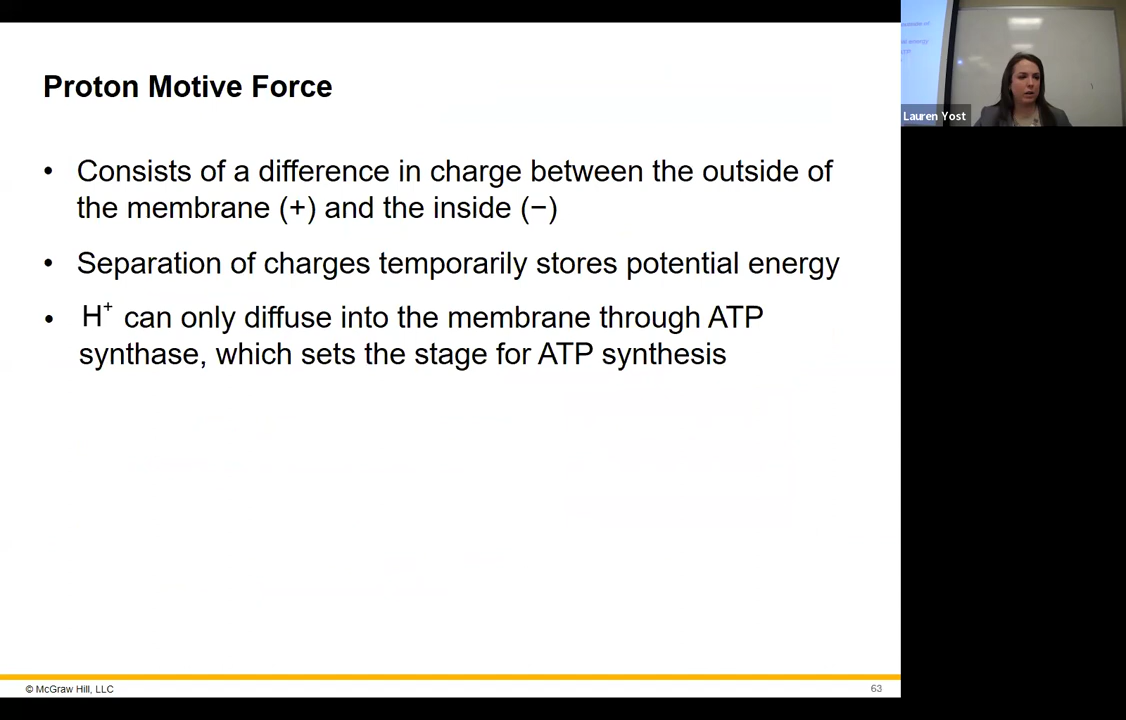 Proton Motive Force
• Consists of a difference in charge between the outside of
the membrane (+) and the inside (−)
• Separation of charges temporarily stores potential energy
• H⁺ can only diffuse into the membrane through ATP
synthase, which sets the stage for ATP synthesis
© McGraw Hill, LLC
63
Lauren Yost